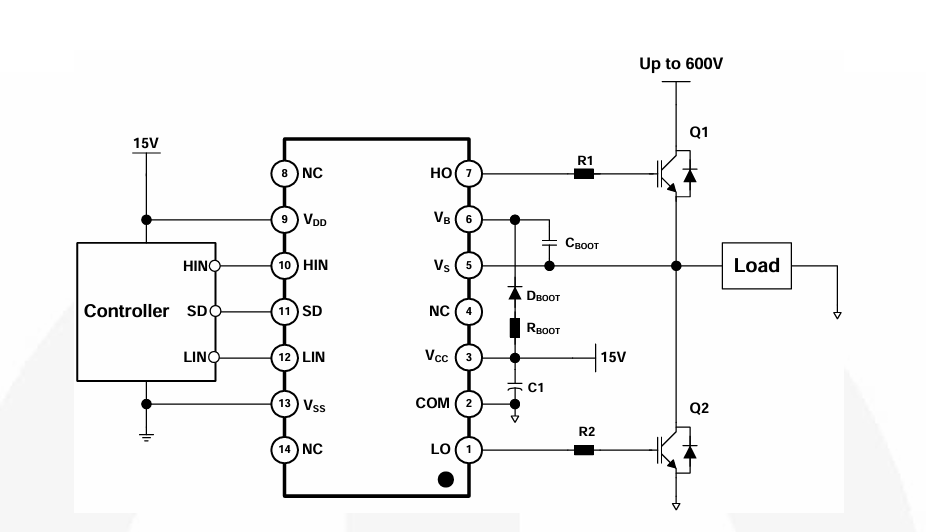 Up to 600V
Q1
15V
R1
8 NC HO 7
9 VDD VB 6
CBOOT
HIN 10 HIN VS 5 Load
DBOOT
Controller SD 11 SD NC 4
RBOOT
LIN 12 LIN VCC 3 15V
C1
13 VSS COM 2
Q2
R2
14 NC LO 1